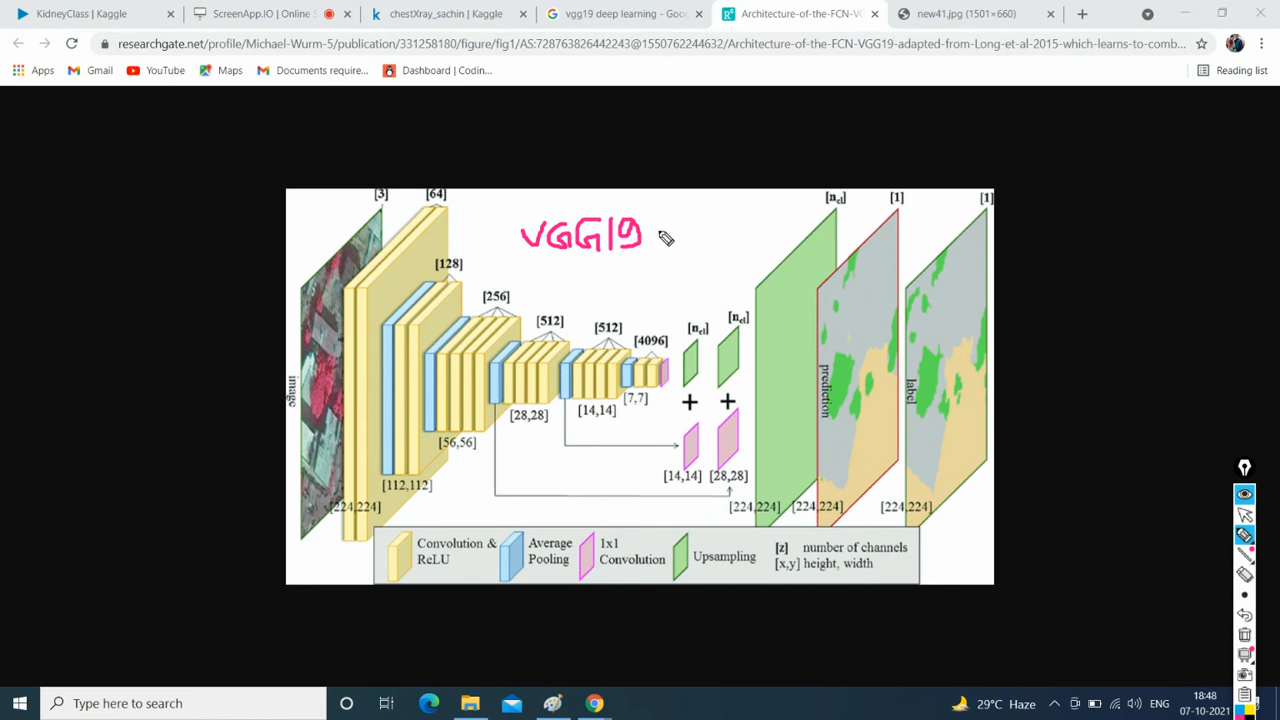 KidneyClass | Kaggle
ScreenApp.IO | Online S
chestXray_sachin | Kaggle
vgg19 deep learning - Goo
Architecture-of-the-FCN-VG
new41.jpg (1501×660)
researchgate.net/profile/Michael-Wurm-5/publication/331258180/figure/fig1/AS:728763826442243@1550762244632/Architecture-of-the-FCN-VGG19-adapted-from-Long-et-al-2015-which-learns-to-comb...
Apps
Gmail
YouTube
Maps
Documents require...
Dashboard | Codin...
Reading list
[3]
[64]
VGG19
[ncl]
[1]
[1]
[128]
[256]
[512]
[512]
[4096]
[ncl]
[ncl]
image
prediction
label
[7,7]
+ +
[14,14]
[28,28]
[56,56]
[112,112]
[14,14]
[28,28]
[224,224]
[224,224]
[224,224]
[224,224]
Convolution &
ReLU
Average
Pooling
1x1
Convolution
Upsampling
[z] number of channels
[x,y] height, width
Type here to search
29°C Haze
ENG
18:48
07-10-2021